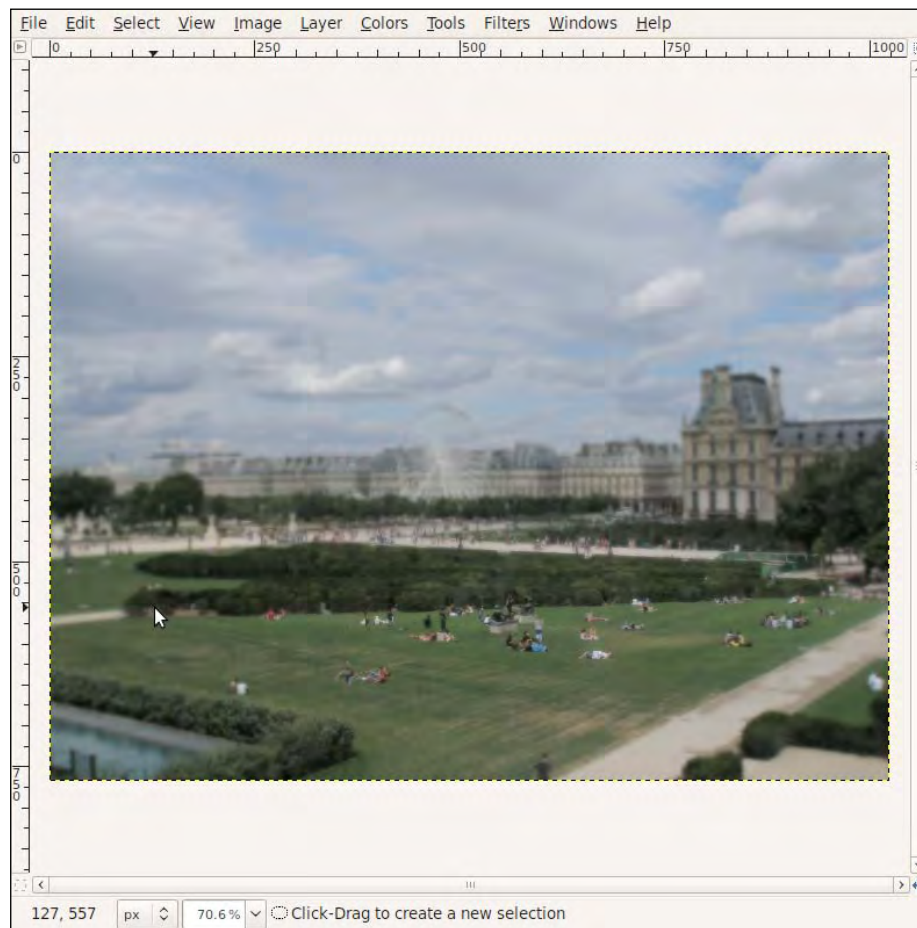 File Edit Select View Image Layer Colors Tools Filters Windows Help
0 250 500 750 1000
0
250
500
750
127, 557 px 70.6% Click-Drag to create a new selection